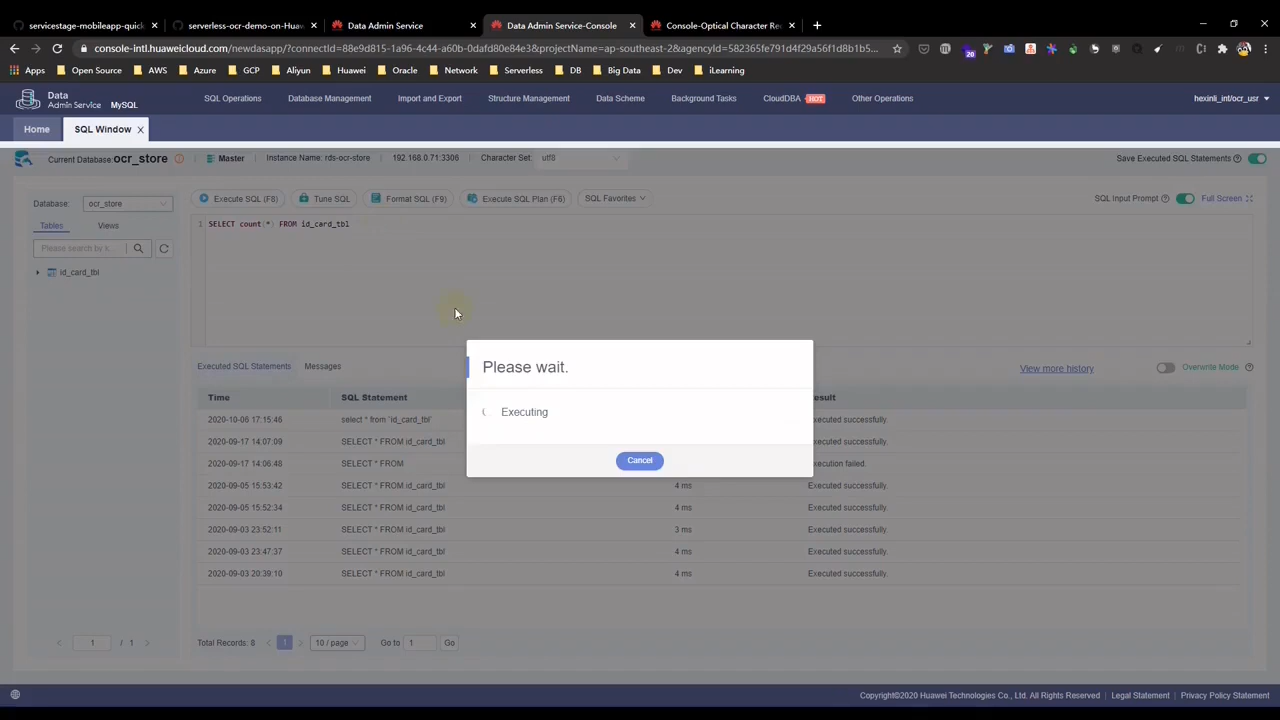 servicestage-mobileapp-quick
serverless-ocr-demo-on-Huaw
Data Admin Service
Data Admin Service-Console
Console-Optical Character Rec
console-intl.huaweicloud.com/newdasapp/?connectId=88e9d815-1a96-4c44-a60b-0dafd80e84e3&projectName=ap-southeast-2&agencyId=582365fe791d4f29a56f1d8b1b5...
20
Apps Open Source AWS Azure GCP Aliyun Huawei Oracle Network Serverless DB Big Data Dev iLearning
Data
Admin Service MySQL
SQL Operations Database Management Import and Export Structure Management Data Scheme Background Tasks CloudDBA HOT Other Operations
hexinli_int/ocr_usr
Home SQL Window X
Current Database: ocr_store Master Instance Name: rds-ocr-store 192.168.0.71:3306 Character Set: utf8 Save Executed SQL Statements
Database: ocr_store
Execute SQL (F8) Tune SQL Format SQL (F9) Execute SQL Plan (F6) SQL Favorites SQL Input Prompt Full Screen
Tables Views
1 SELECT count(*) FROM id_card_tbl
Please search by k...
id_card_tbl
Please wait.
Executing
Cancel
Executed SQL Statements Messages View more history Overwrite Mode
Time SQL Statement esult
2020-10-06 17:15:46 select * from `id_card_tbl` xecuted successfully.
2020-09-17 14:07:09 SELECT * FROM id_card_tbl xecuted successfully.
2020-09-17 14:06:48 SELECT * FROM xecution failed.
2020-09-05 15:53:42 SELECT * FROM id_card_tbl 4 ms Executed successfully.
2020-09-05 15:52:34 SELECT * FROM id_card_tbl 4 ms Executed successfully.
2020-09-03 23:52:11 SELECT * FROM id_card_tbl 3 ms Executed successfully.
2020-09-03 23:47:37 SELECT * FROM id_card_tbl 4 ms Executed successfully.
2020-09-03 20:39:10 SELECT * FROM id_card_tbl 4 ms Executed successfully.
< 1 / 1 >
Total Records: 8 < 1 > 10 / page Go to 1 Go
Copyright©2020 Huawei Technologies Co., Ltd. All Rights Reserved | Legal Statement | Privacy Policy Statement